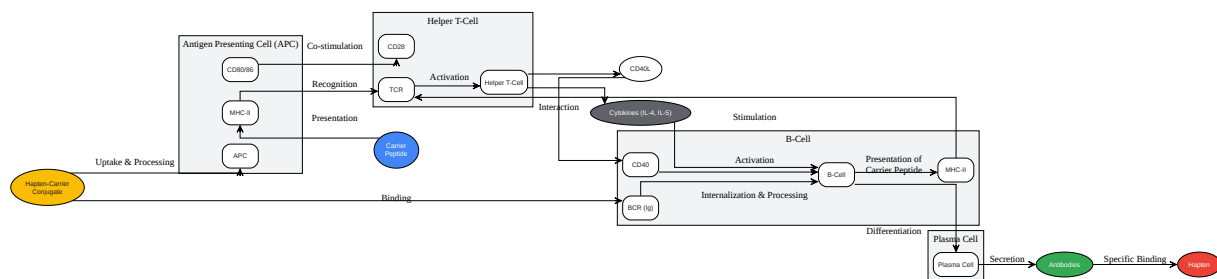 Helper T-Cell
Antigen Presenting Cell (APC)
Co-stimulation
CD28
CD80/86
CD40L
Recognition
Activation
Helper T-Cell
TCR
MHC-II
Presentation
Interaction
Cytokines (IL-4, IL-5)
Stimulation
Carrier
Peptide
B-Cell
APC
Uptake & Processing
CD40
Activation
Presentation of
Carrier Peptide
MHC-II
B-Cell
Hapten-Carrier
Conjugate
Binding
Internalization & Processing
BCR (Ig)
Differentiation
Plasma Cell
Plasma Cell
Secretion
Antibodies
Specific Binding
Hapten